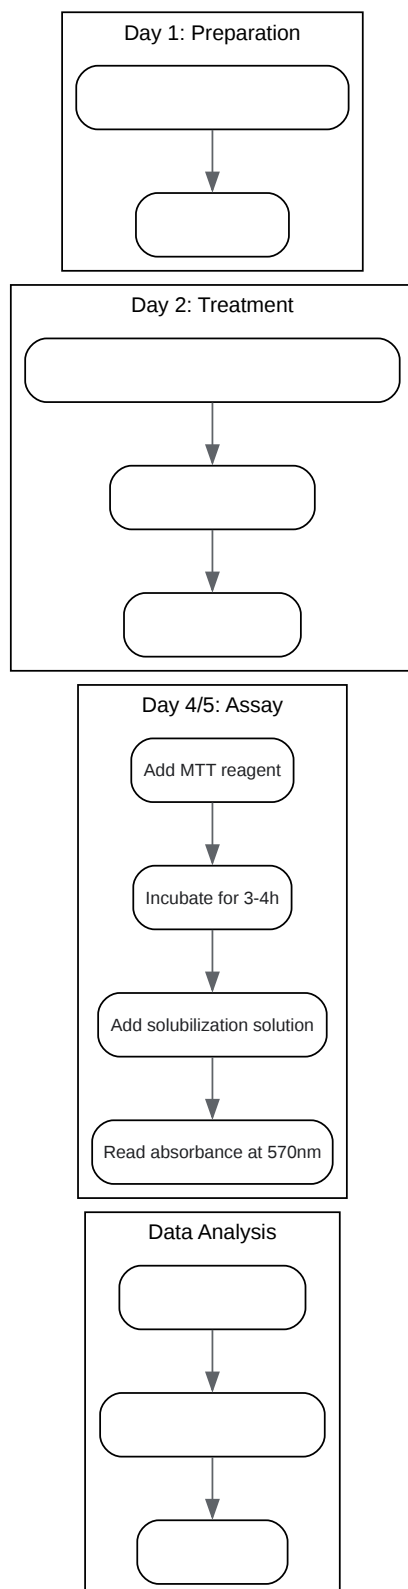 Day 1: Preparation
Day 2: Treatment
Day 4/5: Assay
Add MTT reagent
Incubate for 3-4h
Add solubilization solution
Read absorbance at 570nm
Data Analysis